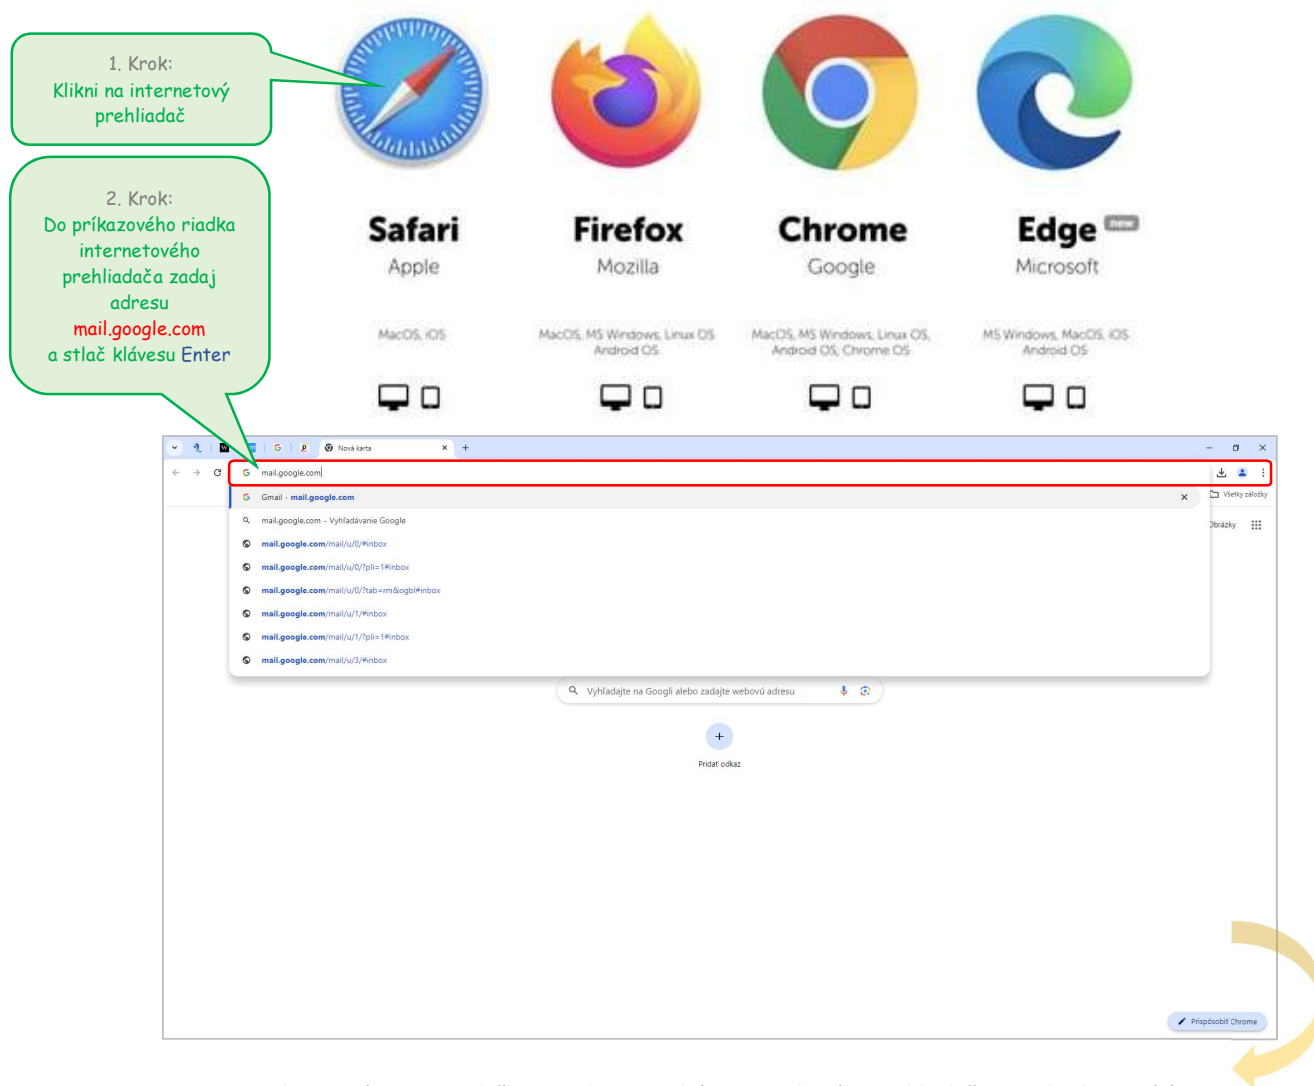 1. Krok:
Klikni na internetový
prehliadač
2. Krok:
Do príkazového riadka
internetového
prehliadača zadaj
adresu
mail.google.com
a stlač klávesu Enter
Safari
Apple
MacOS, iOS
Firefox
Mozilla
MacOS, MS Windows, Linux OS
Android OS
Chrome
Google
MacOS, MS Windows, Linux OS,
Android OS, Chrome OS
Edge new
Microsoft
MS Windows, MacOS, iOS
Android OS
Nová karta
mail.google.com
Gmail - mail.google.com
Všetky záložky
mail.google.com - Vyhľadávanie Google
Obrázky
mail.google.com/mail/u/0/#inbox
mail.google.com/mail/u/0/?pli=1#inbox
mail.google.com/mail/u/0/?tab=rm&ogbl#inbox
mail.google.com/mail/u/1/#inbox
mail.google.com/mail/u/1/?pli=1#inbox
mail.google.com/mail/u/3/#inbox
Vyhľadajte na Googli alebo zadajte webovú adresu
Pridať odkaz
Prispôsobiť Chrome